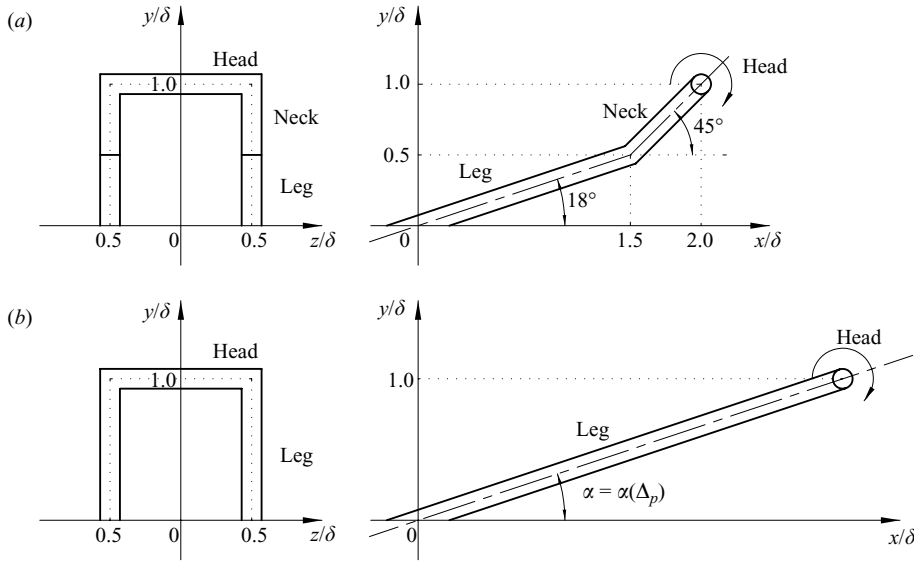 (a)
y/δ
Head
1.0
Neck
Leg
0.5
0
0.5
z/δ
y/δ
Head
1.0
Neck
45°
0.5
Leg
18°
0
1.5
2.0
x/δ
(b)
y/δ
Head
1.0
Leg
0.5
0
0.5
z/δ
y/δ
Head
1.0
Leg
α = α(Δₚ)
0
x/δ